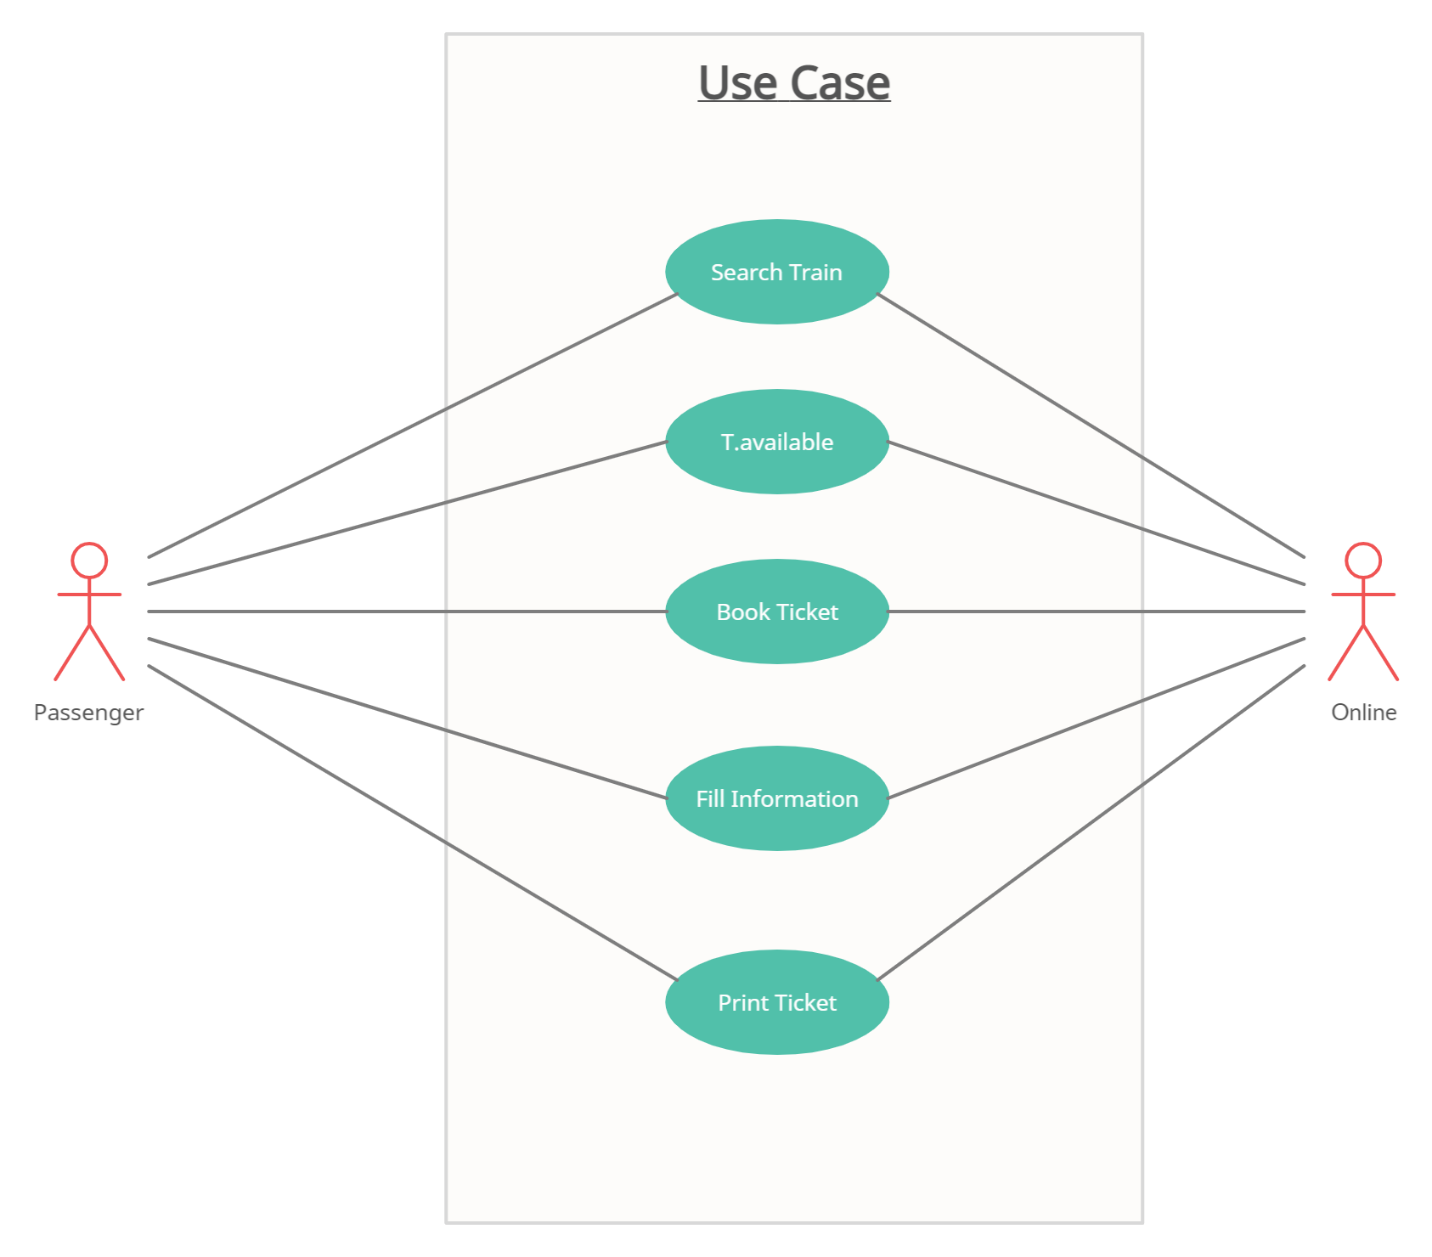 Use Case
Search Train
T.available
Book Ticket
Passenger
Online
Fill Information
Print Ticket